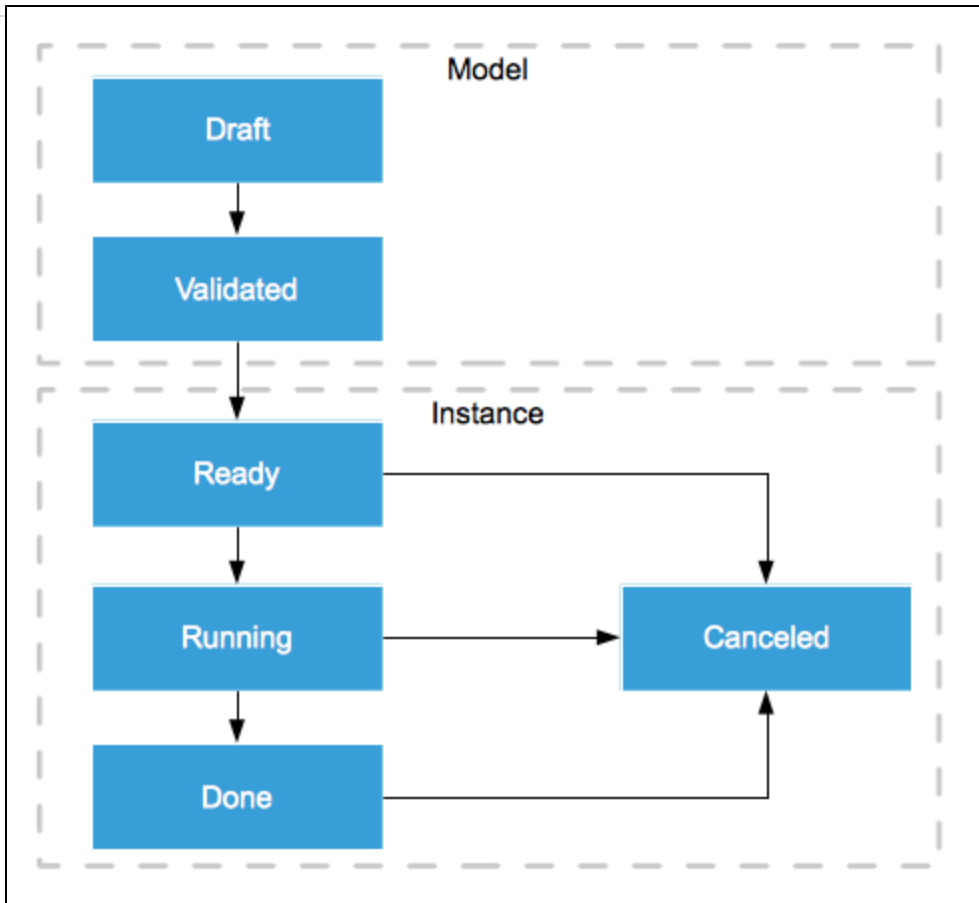 Model
Draft
Validated
Instance
Ready
Running
Canceled
Done